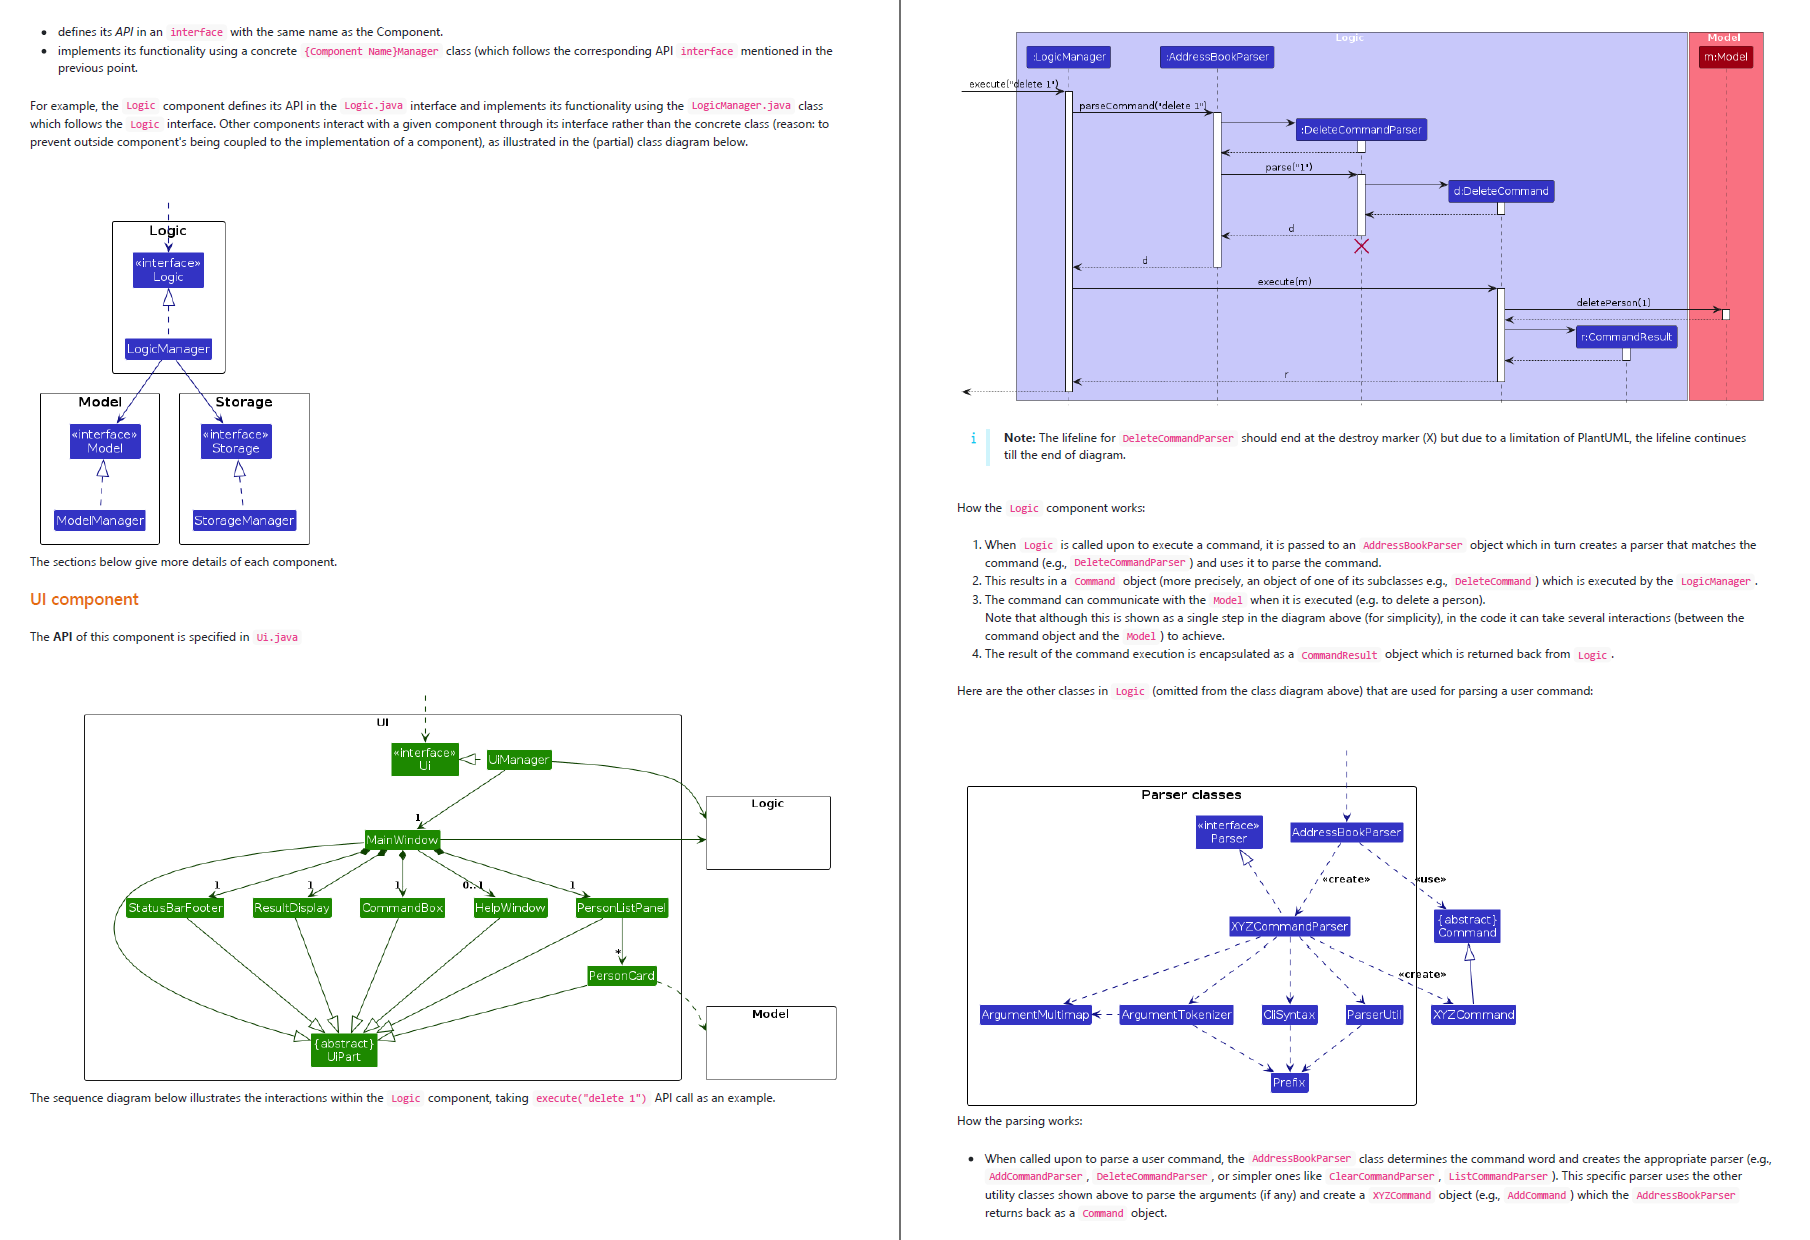 defines its API in an interface with the same name as the Component.
implements its functionality using a concrete {Component Name}Manager class (which follows the corresponding API interface mentioned in the
previous point.
For example, the Logic component defines its API in the Logic.java interface and implements its functionality using the LogicManager.java class
which follows the Logic interface. Other components interact with a given component through its interface rather than the concrete class (reason: to
prevent outside component's being coupled to the implementation of a component), as illustrated in the (partial) class diagram below.
Logic
«interface»
Logic
LogicManager
Model
Storage
«interface»
Model
«interface»
Storage
ModelManager
StorageManager
The sections below give more details of each component.
UI component
The API of this component is specified in Ui.java
UI
«interface»
Ui
UiManager
Logic
1
MainWindow
1
1
1
0..1
1
StatusBarFooter
ResultDisplay
CommandBox
HelpWindow
PersonListPanel
*
PersonCard
Model
{abstract}
UiPart
The sequence diagram below illustrates the interactions within the Logic component, taking execute("delete 1") API call as an example.
Logic
Model
:LogicManager
:AddressBookParser
m:Model
execute("delete 1")
parseCommand("delete 1")
:DeleteCommandParser
parse("1")
d:DeleteCommand
d
d
execute(m)
deletePerson(1)
r:CommandResult
r
i
Note: The lifeline for DeleteCommandParser should end at the destroy marker (X) but due to a limitation of PlantUML, the lifeline continues
till the end of diagram.
How the Logic component works:
1. When Logic is called upon to execute a command, it is passed to an AddressBookParser object which in turn creates a parser that matches the
command (e.g., DeleteCommandParser ) and uses it to parse the command.
2. This results in a Command object (more precisely, an object of one of its subclasses e.g., DeleteCommand ) which is executed by the LogicManager .
3. The command can communicate with the Model when it is executed (e.g. to delete a person).
Note that although this is shown as a single step in the diagram above (for simplicity), in the code it can take several interactions (between the
command object and the Model ) to achieve.
4. The result of the command execution is encapsulated as a CommandResult object which is returned back from Logic .
Here are the other classes in Logic (omitted from the class diagram above) that are used for parsing a user command:
Parser classes
«interface»
Parser
AddressBookParser
«create»
«use»
XYZCommandParser
{abstract}
Command
«create»
ArgumentMultimap
ArgumentTokenizer
CliSyntax
ParserUtil
XYZCommand
Prefix
How the parsing works:
When called upon to parse a user command, the AddressBookParser class determines the command word and creates the appropriate parser (e.g.,
AddCommandParser , DeleteCommandParser , or simpler ones like ClearCommandParser , ListCommandParser ). This specific parser uses the other
utility classes shown above to parse the arguments (if any) and create a XYZCommand object (e.g., AddCommand ) which the AddressBookParser
returns back as a Command object.